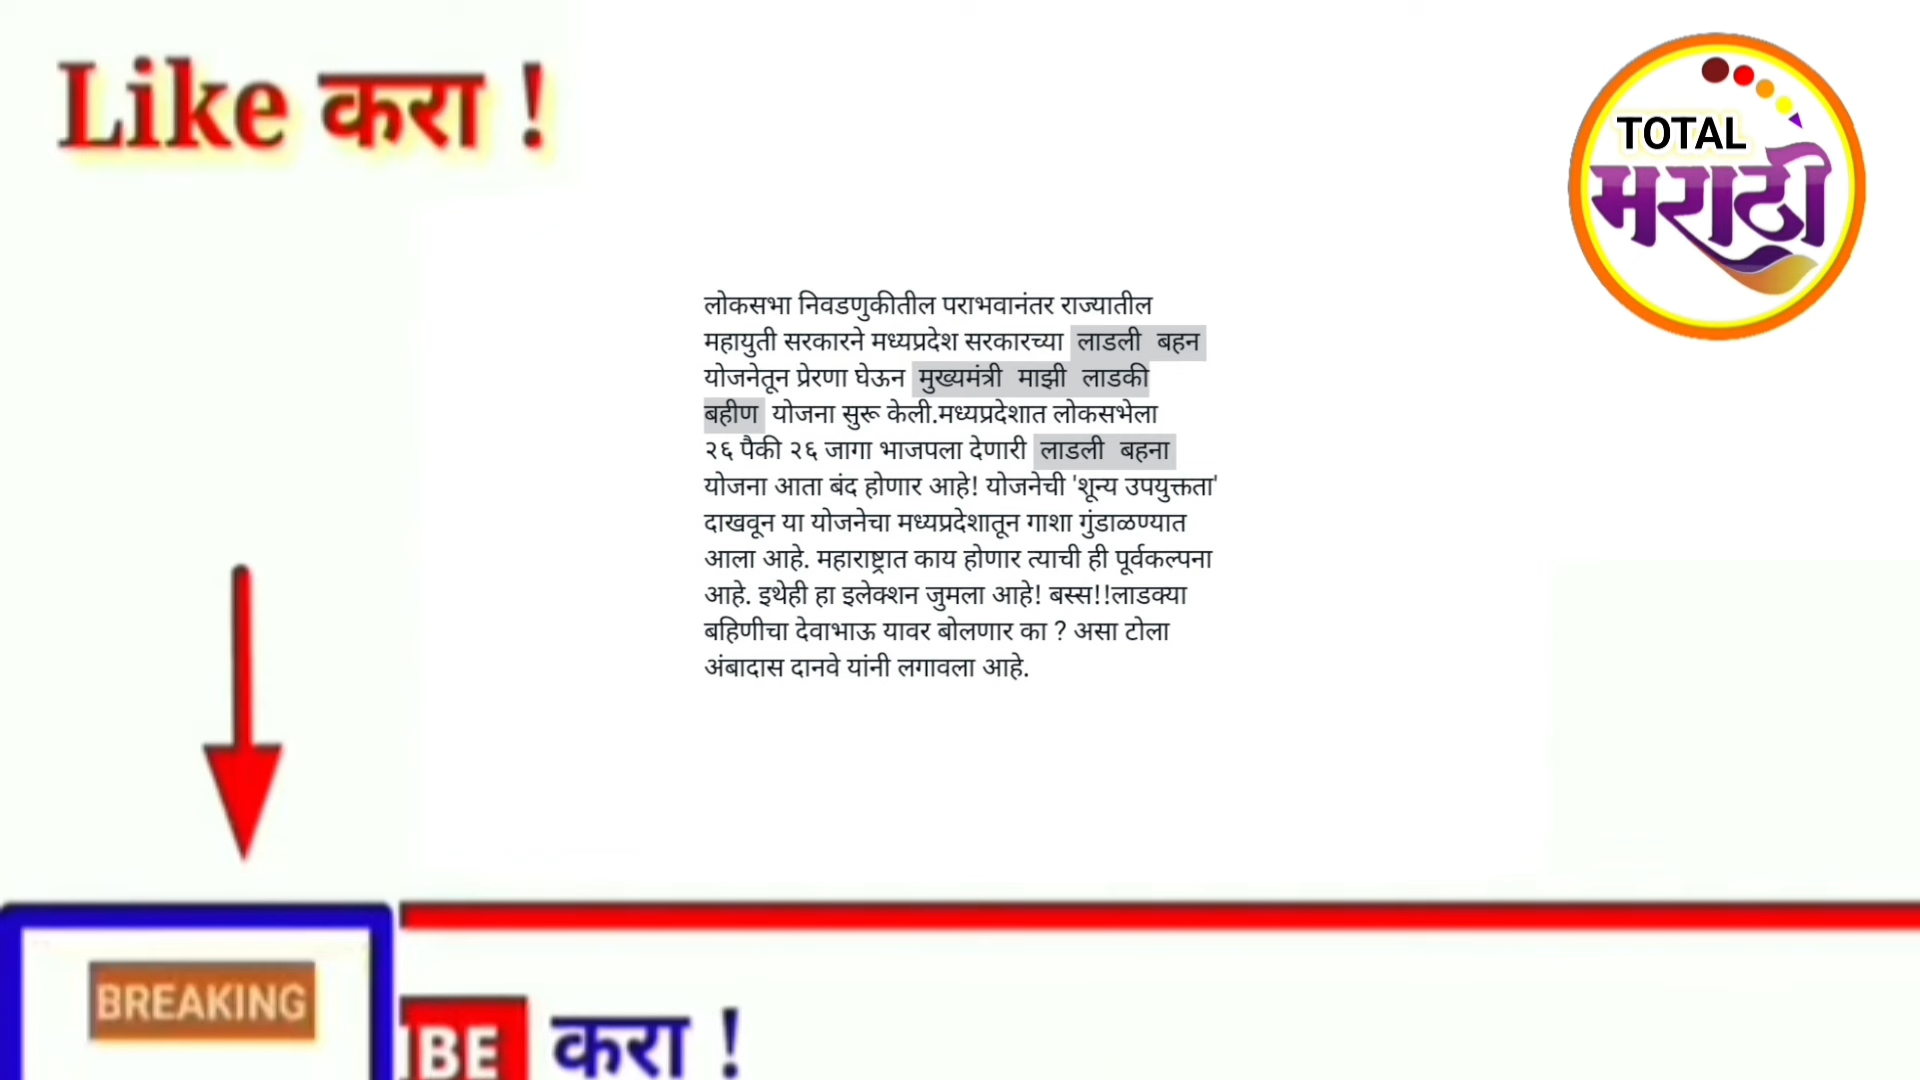 Like करा !
TOTAL
मराठी
लोकसभा निवडणुकीतील पराभवानंतर राज्यातील
महायुती सरकारने मध्यप्रदेश सरकारच्या लाडली बहन
योजनेतून प्रेरणा घेऊन मुख्यमंत्री माझी लाडकी
बहीण योजना सुरू केली.मध्यप्रदेशात लोकसभेला
२६ पैकी २६ जागा भाजपला देणारी लाडली बहना
योजना आता बंद होणार आहे! योजनेची 'शून्य उपयुक्तता'
दाखवून या योजनेचा मध्यप्रदेशातून गाशा गुंडाळण्यात
आला आहे. महाराष्ट्रात काय होणार त्याची ही पूर्वकल्पना
आहे. इथेही हा इलेक्शन जुमला आहे! बस्स!!लाडक्या
बहिणीचा देवाभाऊ यावर बोलणार का ? असा टोला
अंबादास दानवे यांनी लगावला आहे.
BREAKING
BE करा !